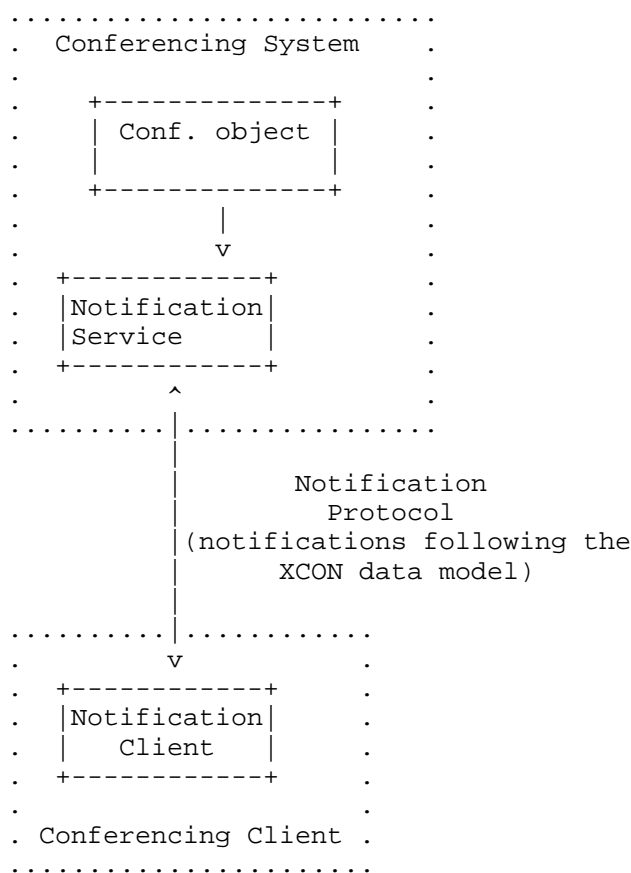 Conferencing System
Conf. object
Notification
Service
Notification
Protocol
(notifications following the
XCON data model)
Notification
Client
Conferencing Client